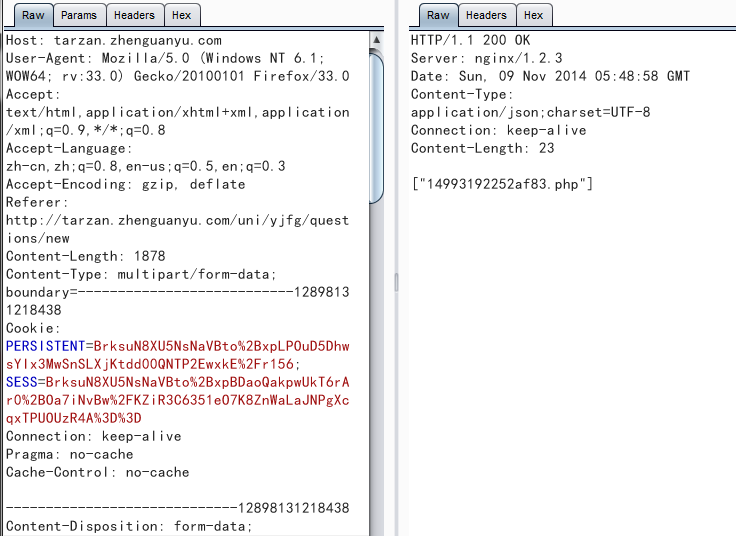 Raw Params Headers Hex
Host: tarzan.zhenguanyu.com
User-Agent: Mozilla/5.0 (Windows NT 6.1;
WOW64; rv:33.0) Gecko/20100101 Firefox/33.0
Accept:
text/html,application/xhtml+xml,application
/xml;q=0.9,*/*;q=0.8
Accept-Language:
zh-cn,zh;q=0.8,en-us;q=0.5,en;q=0.3
Accept-Encoding: gzip, deflate
Referer:
http://tarzan.zhenguanyu.com/uni/yjfg/quest
ions/new
Content-Length: 1878
Content-Type: multipart/form-data;
boundary=---------------------------1289813
1218438
Cookie:
PERSISTENT=BrksuN8XU5NsNaVBto%2BxpLPOuD5Dhw
sYIx3MwSnSLXjKtdd00QNTP2EwxkE%2Fr156;
SESS=BrksuN8XU5NsNaVBto%2BxpBDaoQakpwUkT6rA
r0%2BOa7iNvBw%2FKZiR3C6351eO7K8ZnWaLaJNPgXc
qxTPUOUzR4A%3D%3D
Connection: keep-alive
Pragma: no-cache
Cache-Control: no-cache
-----------------------------12898131218438
Content-Disposition: form-data;
Raw Headers Hex
HTTP/1.1 200 OK
Server: nginx/1.2.3
Date: Sun, 09 Nov 2014 05:48:58 GMT
Content-Type:
application/json;charset=UTF-8
Connection: keep-alive
Content-Length: 23
["14993192252af83.php"]